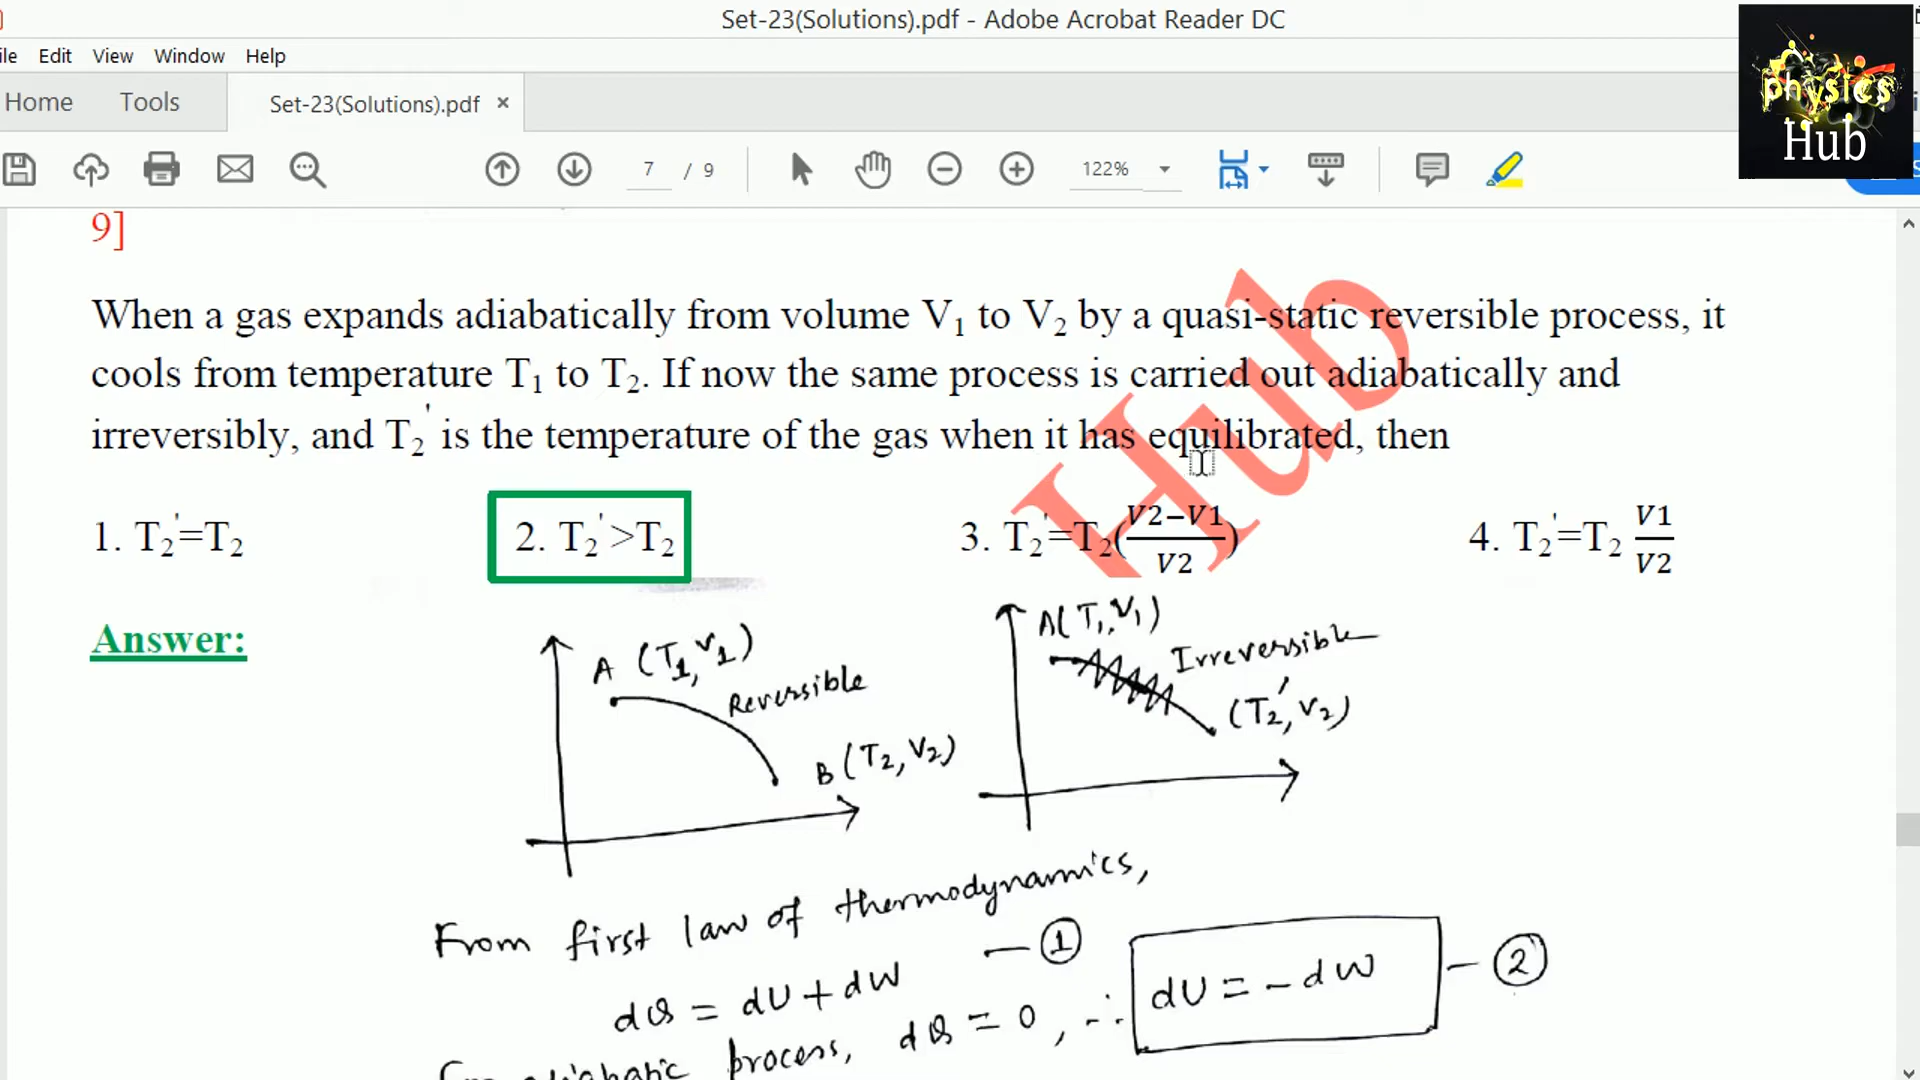 Set-23(Solutions).pdf - Adobe Acrobat Reader DC
ile Edit View Window Help
Home Tools Set-23(Solutions).pdf ×
7 / 9 122%
physics
Hub
9]
When a gas expands adiabatically from volume V₁ to V₂ by a quasi-static reversible process, it
cools from temperature T₁ to T₂. If now the same process is carried out adiabatically and
irreversibly, and T₂' is the temperature of the gas when it has equilibrated, then
1. T₂'=T₂ 2. T₂'>T₂ 3. T₂'=T₂(V2−V1/V2) 4. T₂'=T₂ V1/V2
Hub
Answer:
A (T₁, V₁)
Reversible
B (T₂, V₂)
A(T₁, V₁)
Irreversible
(T₂', V₂)
From first law of thermodynamics,
dQ = dU + dW — ①
For adiabatic process, dQ = 0, ∴ dU = - dW — ②